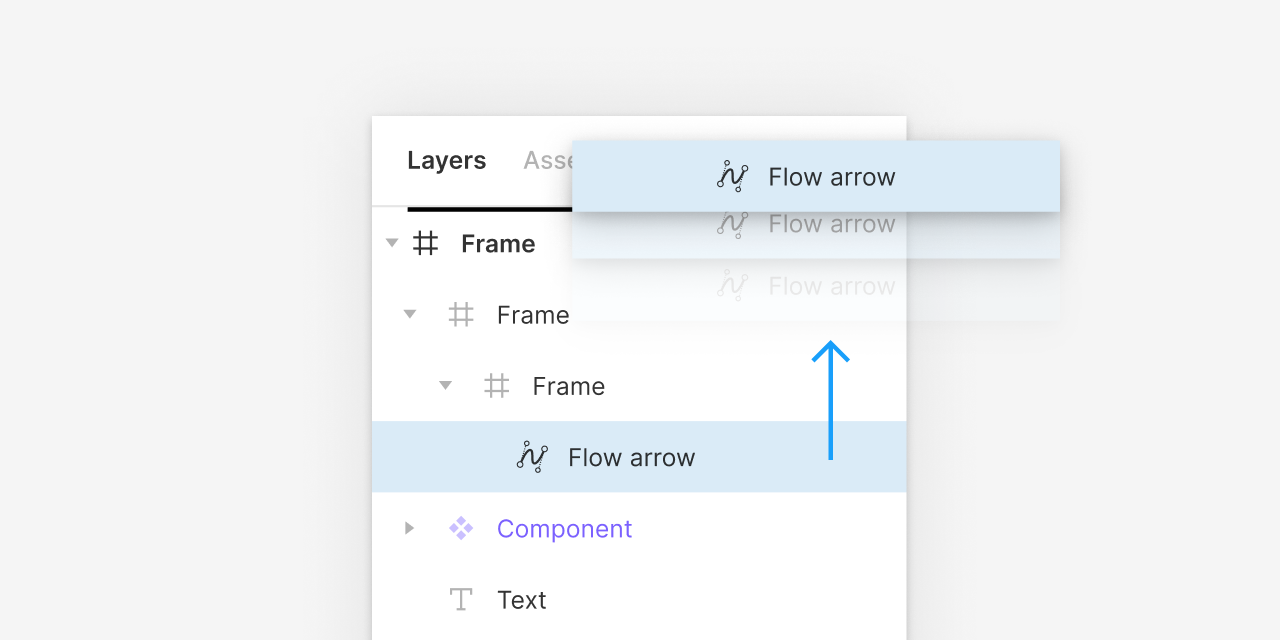 Layers Asse
Flow arrow
Flow arrow
Frame
Flow arrow
Frame
Frame
Flow arrow
Component
Text